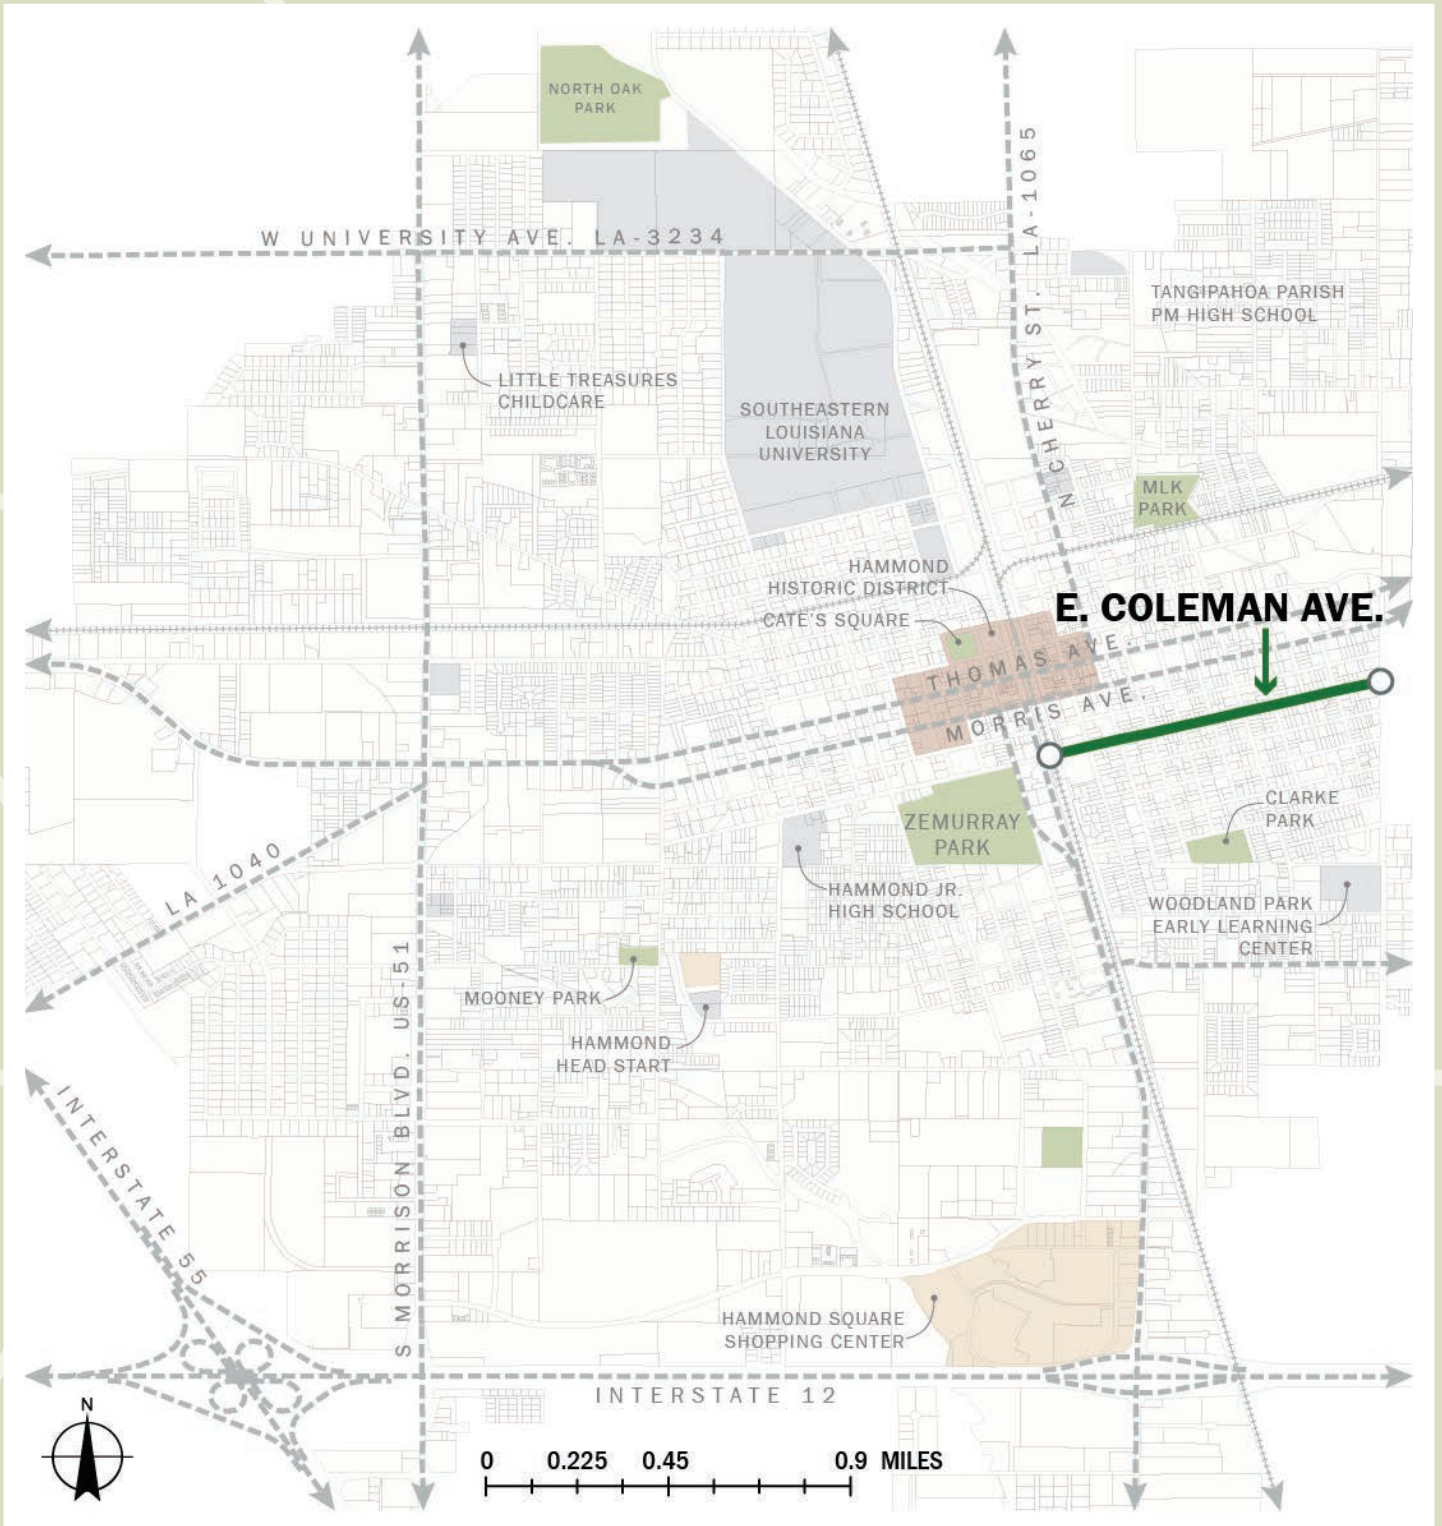 NORTH OAK
PARK
N CHERRY ST. LA-1065
W UNIVERSITY AVE. LA-3234
TANGIPAHOA PARISH
PM HIGH SCHOOL
LITTLE TREASURES
CHILDCARE
SOUTHEASTERN
LOUISIANA
UNIVERSITY
MLK
PARK
HAMMOND
HISTORIC DISTRICT
CATE'S SQUARE
E. COLEMAN AVE.
THOMAS AVE.
MORRIS AVE.
CLARKE
PARK
ZEMURRAY
PARK
LA 1040
HAMMOND JR.
HIGH SCHOOL
WOODLAND PARK
EARLY LEARNING
CENTER
MOONEY PARK
HAMMOND
HEAD START
S MORRISON BLVD. US-51
INTERSTATE 55
HAMMOND SQUARE
SHOPPING CENTER
INTERSTATE 12
N
0 0.225 0.45 0.9 MILES